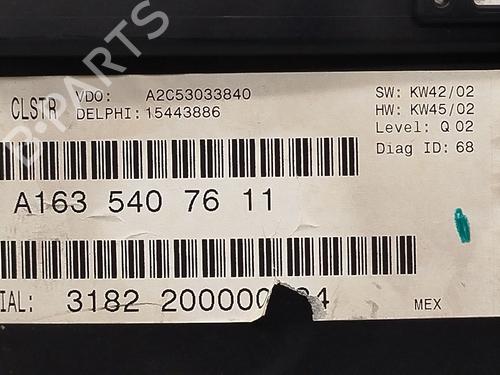 CLSTR
VDO: A2C53033840
DELPHI: 15443886
SW: KW42/02
HW: KW45/02
Level: Q 02
Diag ID: 68
A163 540 76 11
3182 200000
MEX
B-PARTS